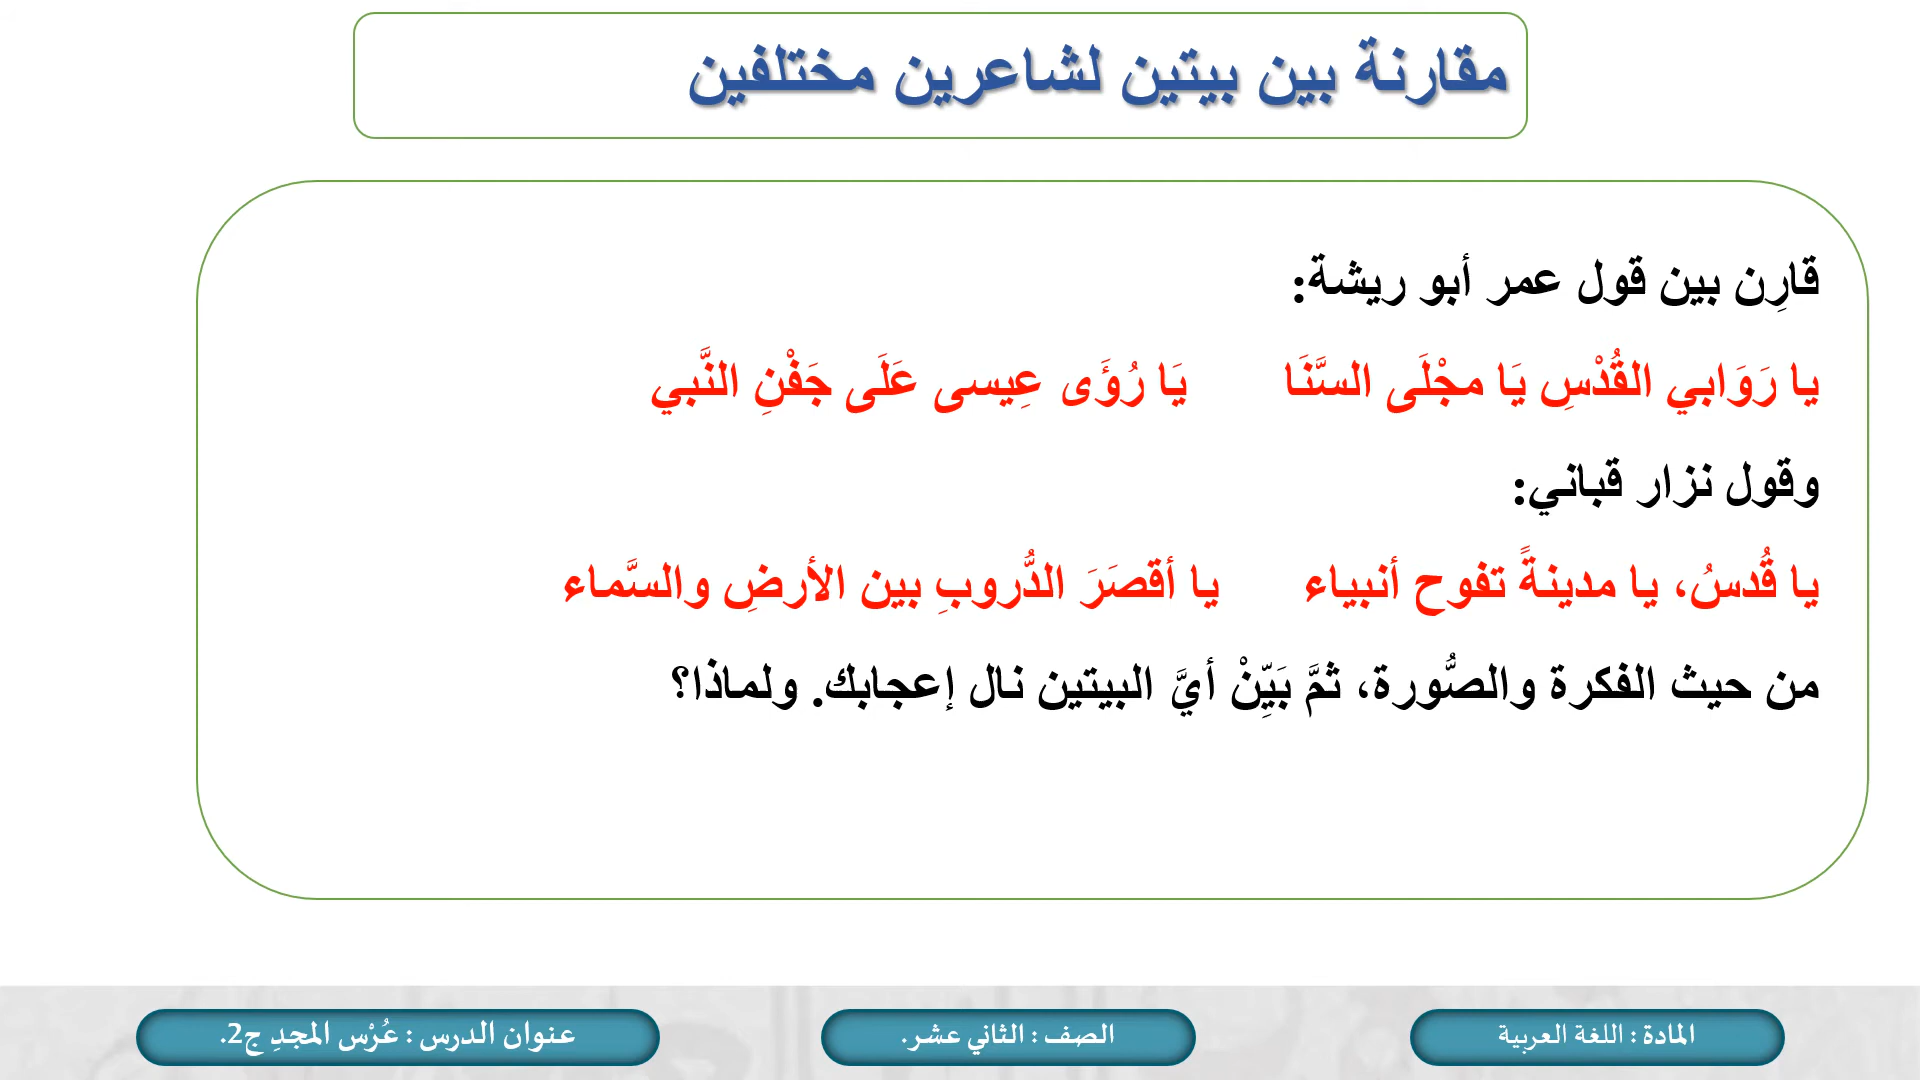 مقارنة بين بيتين لشاعرين مختلفين
قارِن بين قول عمر أبو ريشة:
يا رَوَابي القُدْسِ يَا مجْلَى السَّنَا يَا رُؤَى عِيسى عَلَى جَفْنِ النَّبي
وقول نزار قباني:
يا قُدسُ، يا مدينةً تفوح أنبياء يا أقصَرَ الدُّروبِ بين الأرضِ والسَّماء
من حيث الفكرة والصُّورة، ثمَّ بَيِّنْ أيَّ البيتين نال إعجابك. ولماذا؟
المادة : اللغة العربية
الصف : الثاني عشر.
عنوان الدرس : عُرْس المجدِ ج2.